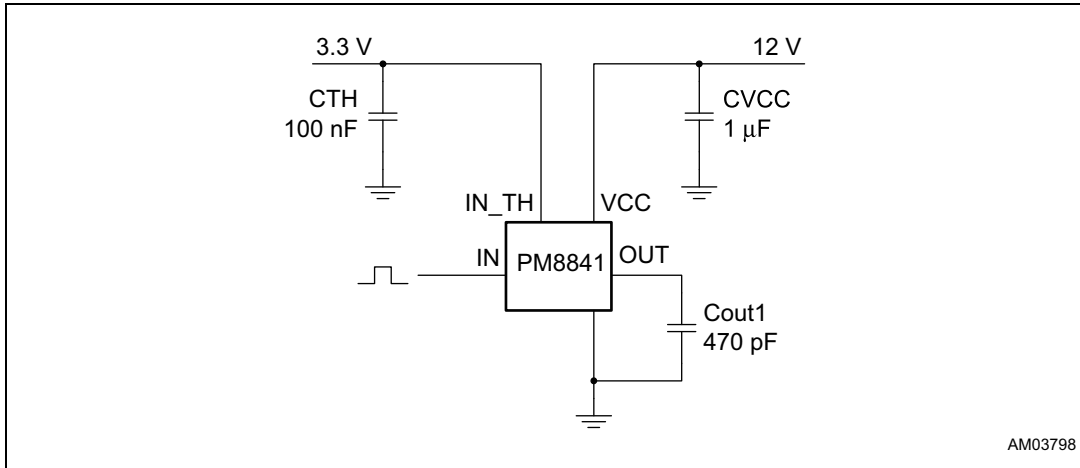 3.3 V
12 V
CTH
100 nF
CVCC
1 μF
IN_TH
VCC
IN
PM8841
OUT
Cout1
470 pF
AM03798